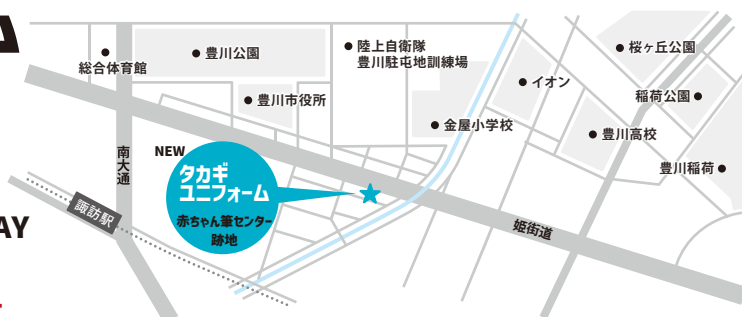 ム
総合体育館
豊川公園
陸上自衛隊
豊川駐屯地訓練場
桜ヶ丘公園
イオン
稲荷公園
豊川市役所
金屋小学校
豊川高校
豊川稲荷
南大通
NEW
タカギ
ユニフォーム
赤ちゃん筆センター
跡地
諏訪駅
姫街道
AY